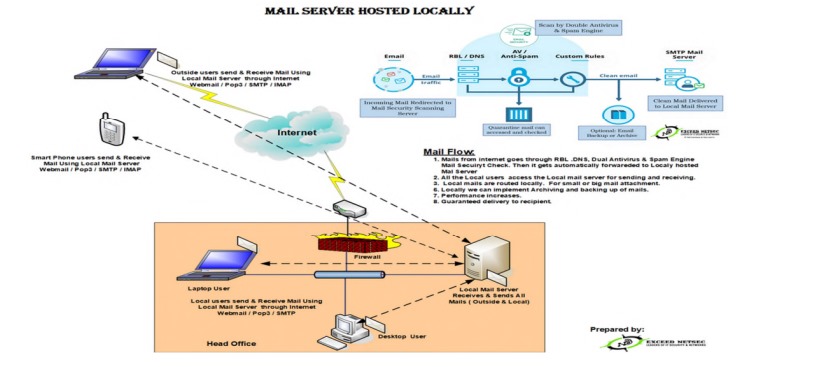 MAIL SERVER HOSTED LOCALLY
Scan by Double Antivirus
& Spam Engine
Email
RBL / DNS
AV /
Anti-Spam
Custom Rules
SMTP Mail
Server
Email
traffic
Clean email
Incoming Mail Redirected to
Mail Security Scanning
Server
Quarantine mail can
accessed and checked
Optional: Email
Backup or Archive
Clean Mail Delivered
to Local Mail Server
EXCEED NETSEC
Outside users send & Receive Mail Using
Local Mail Server through Internet
Webmail / Pop3 / SMTP / IMAP
Internet
Smart Phone users send & Receive
Mail Using Local Mail Server
Webmail / Pop3 / SMTP / IMAP
Mail Flow:
1. Mails from internet goes through RBL .DNS, Dual Antivirus & Spam Engine
Mail Secuiryt Check. Then it gets automatically forwareded to Locally hosted
Mal Server
2. All the Local users access the Local mail server for sending and receiving.
3. Local mails are routed locally. For small or big mail attachment.
6. Locally we can implement Archiving and backing up of mails.
7. Performance increases.
8. Guaranteed delivery to recipient.
Firewall
Laptop User
Local Mail Server
Receives & Sends All
Mails ( Outside & Local)
Local users send & Receive Mail Using
Local Mail Server through Internet
Webmail / Pop3 / SMTP
Desktop User
Head Office
Prepared by:
EXCEED NETSEC